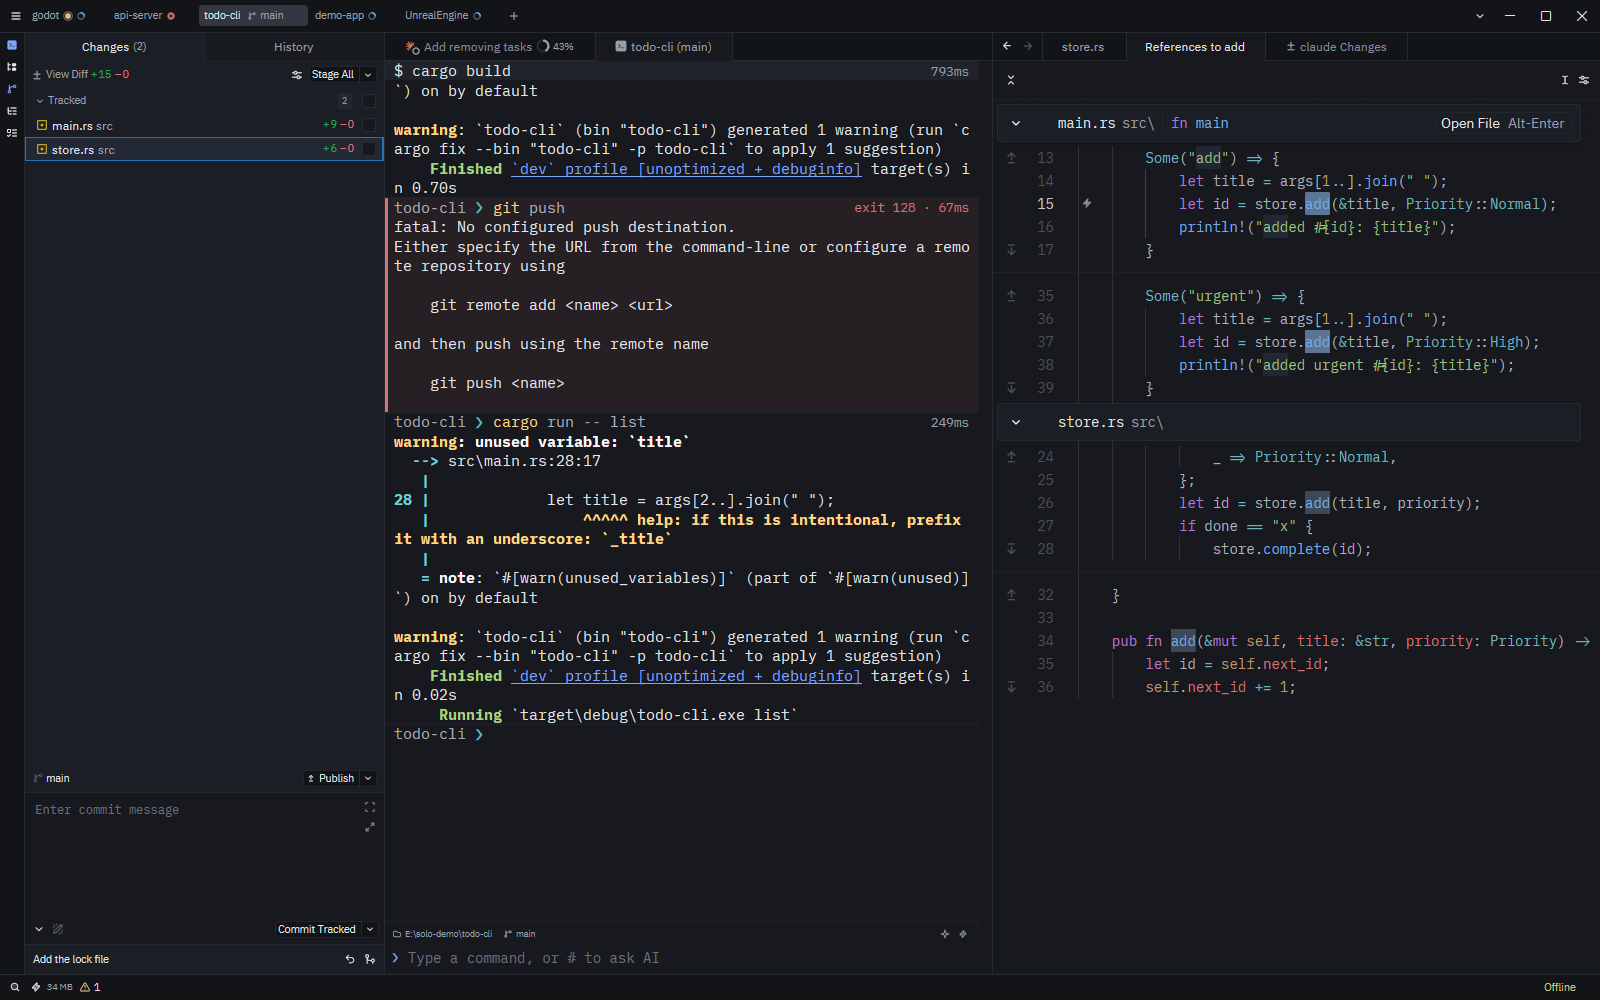 godot
api-server
todo-cli main
demo-app
UnrealEngine
Changes (2)
History
View Diff +15 −0
Stage All
Tracked
2
main.rs src
+9 −0
store.rs src
+6 −0
main
Publish
Enter commit message
Commit Tracked
Add the lock file
Add removing tasks 43%
todo-cli (main)
$ cargo build
793ms
`) on by default
warning: `todo-cli` (bin "todo-cli") generated 1 warning (run `c
argo fix --bin "todo-cli" -p todo-cli` to apply 1 suggestion)
Finished `dev` profile [unoptimized + debuginfo] target(s) i
n 0.70s
todo-cli ❯ git push
exit 128 · 67ms
fatal: No configured push destination.
Either specify the URL from the command-line or configure a remo
te repository using
git remote add <name> <url>
and then push using the remote name
git push <name>
todo-cli ❯ cargo run -- list
249ms
warning: unused variable: `title`
--> src\main.rs:28:17
|
28 | let title = args[2..].join(" ");
| ^^^^^ help: if this is intentional, prefix
it with an underscore: `_title`
|
= note: `#[warn(unused_variables)]` (part of `#[warn(unused)]
`) on by default
warning: `todo-cli` (bin "todo-cli") generated 1 warning (run `c
argo fix --bin "todo-cli" -p todo-cli` to apply 1 suggestion)
Finished `dev` profile [unoptimized + debuginfo] target(s) i
n 0.02s
Running `target\debug\todo-cli.exe list`
todo-cli ❯
E:\solo-demo\todo-cli main
❯ Type a command, or # to ask AI
store.rs
References to add
± claude Changes
main.rs src\ fn main
Open File Alt-Enter
13 Some("add") => {
14 let title = args[1..].join(" ");
15 let id = store.add(&title, Priority::Normal);
16 println!("added #{id}: {title}");
17 }
35 Some("urgent") => {
36 let title = args[1..].join(" ");
37 let id = store.add(&title, Priority::High);
38 println!("added urgent #{id}: {title}");
39 }
store.rs src\
24 _ => Priority::Normal,
25 };
26 let id = store.add(title, priority);
27 if done == "x" {
28 store.complete(id);
32 }
33
34 pub fn add(&mut self, title: &str, priority: Priority) ->
35 let id = self.next_id;
36 self.next_id += 1;
34 MB
1
Offline